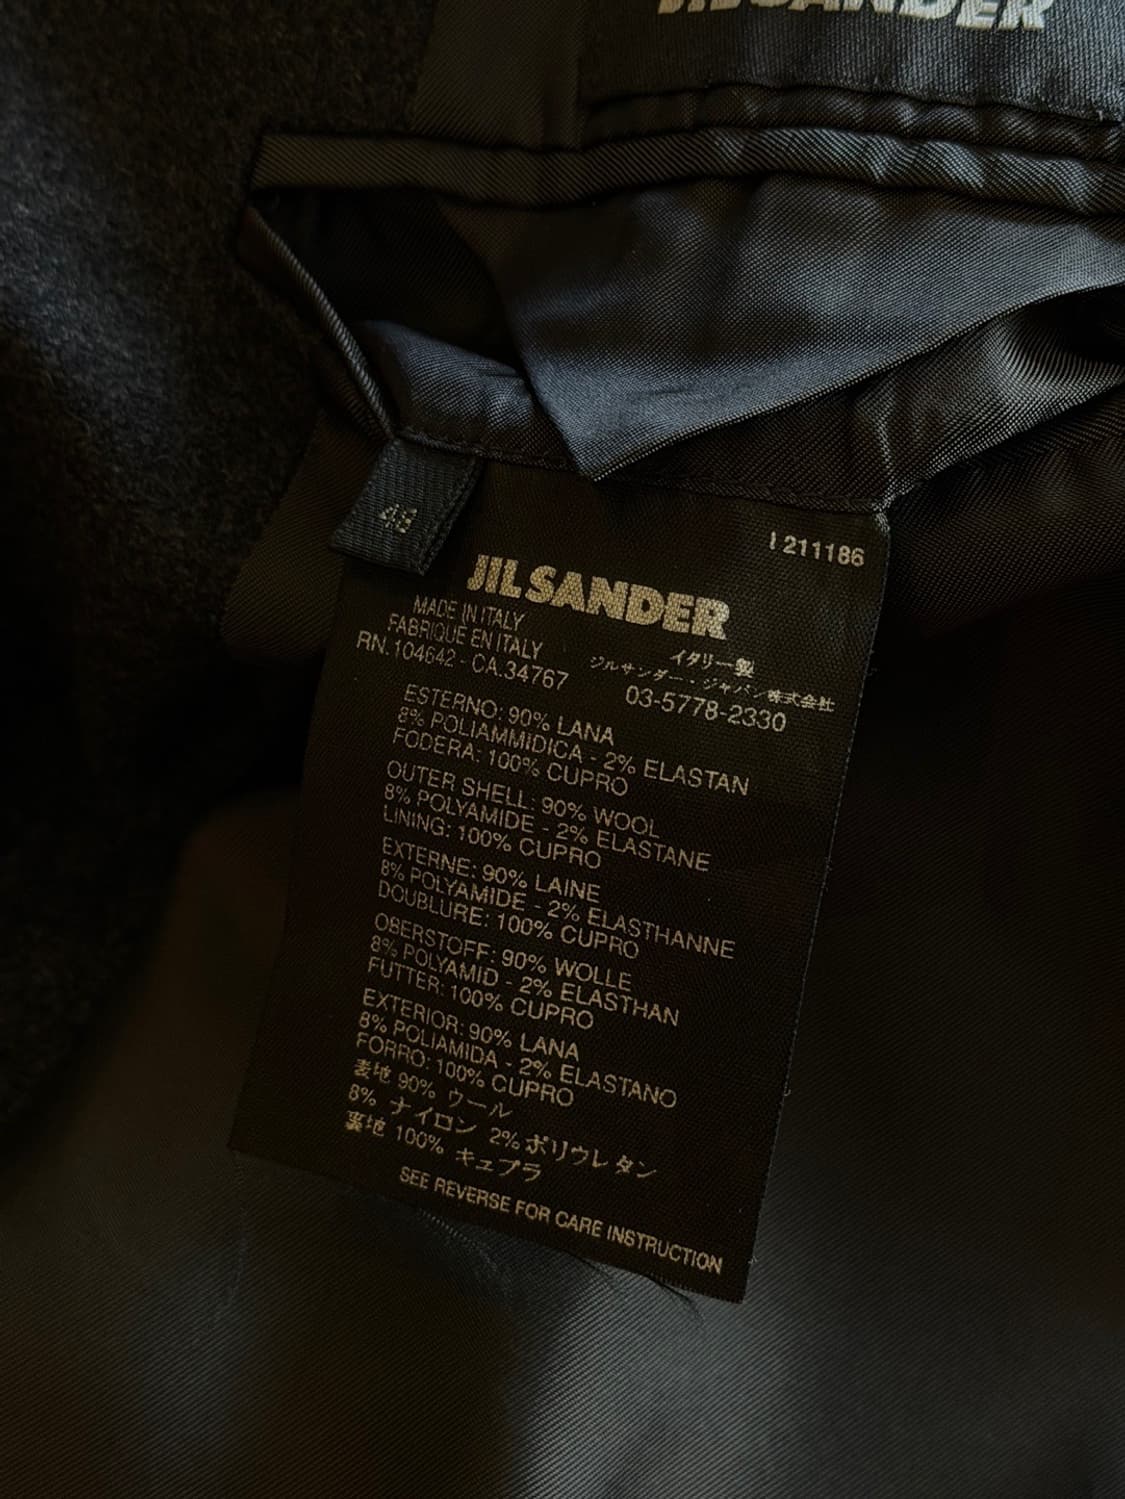 JIL SANDER
48
I 211186
JIL SANDER
MADE IN ITALY
FABRIQUE EN ITALY
RN.104642 - CA.34767
イタリー製
ジルサンダー・ジャパン株式会社
03-5778-2330
ESTERNO: 90% LANA
8% POLIAMMIDICA - 2% ELASTAN
FODERA: 100% CUPRO
OUTER SHELL: 90% WOOL
8% POLYAMIDE - 2% ELASTANE
LINING: 100% CUPRO
EXTERNE: 90% LAINE
8% POLYAMIDE - 2% ELASTHANNE
DOUBLURE: 100% CUPRO
OBERSTOFF: 90% WOLLE
8% POLYAMID - 2% ELASTHAN
FUTTER: 100% CUPRO
EXTERIOR: 90% LANA
8% POLIAMIDA - 2% ELASTANO
FORRO: 100% CUPRO
表地 90% ウール
8% ナイロン 2% ポリウレタン
裏地 100% キュプラ
SEE REVERSE FOR CARE INSTRUCTION